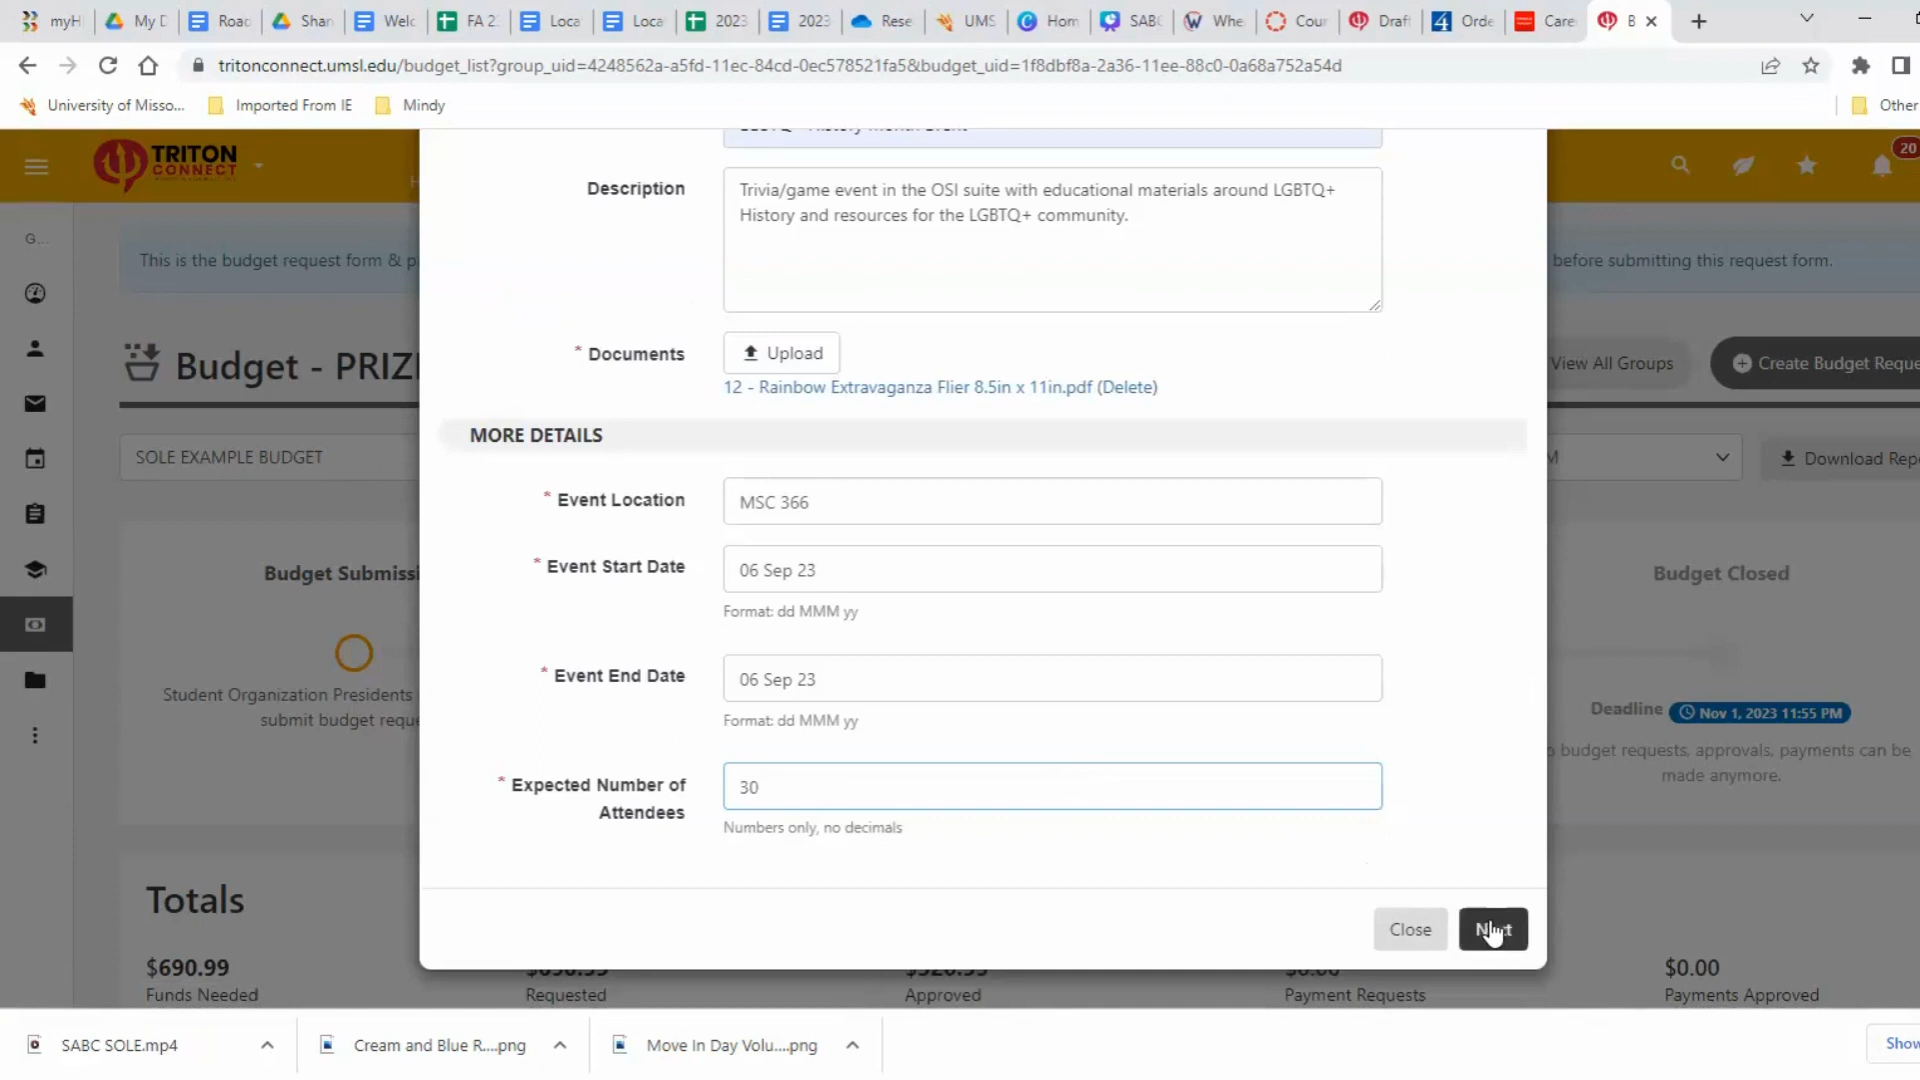 myH
My D
Road
Shar
Welc
FA 2
Loca
Loca
2023
2023
Rese
UMS
Hom
SABC
Whe
Cour
Draft
Orde
Care
B
tritonconnect.umsl.edu/budget_list?group_uid=4248562a-a5fd-11ec-84cd-0ec578521fa5&budget_uid=1f8dbf8a-2a36-11ee-88c0-0a68a752a54d
University of Misso...
Imported From IE
Mindy
Other
TRITON
CONNECT
20
Description
Trivia/game event in the OSI suite with educational materials around LGBTQ+
History and resources for the LGBTQ+ community.
G...
This is the budget request form & p
before submitting this request form.
* Documents
Upload
12 - Rainbow Extravaganza Flier 8.5in x 11in.pdf (Delete)
Budget - PRIZ
View All Groups
Create Budget Reque
MORE DETAILS
SOLE EXAMPLE BUDGET
M
Download Repo
* Event Location
MSC 366
* Event Start Date
06 Sep 23
Format: dd MMM yy
Budget Submissi
Budget Closed
Student Organization Presidents
submit budget reque
* Event End Date
06 Sep 23
Format: dd MMM yy
Deadline
Nov 1, 2023 11:55 PM
budget requests, approvals, payments can be
made anymore.
* Expected Number of
Attendees
30
Numbers only, no decimals
Totals
Close
$690.99
Funds Needed
Requested
Approved
Payment Requests
$0.00
Payments Approved
SABC SOLE.mp4
Cream and Blue R....png
Move In Day Volu....png
Show